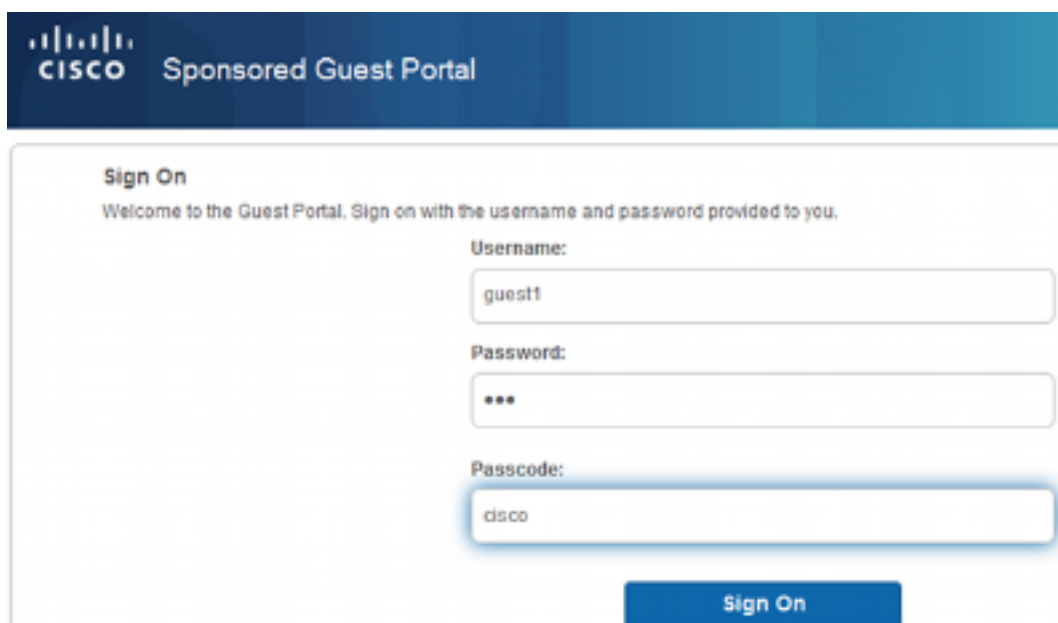 CISCO Sponsored Guest Portal
Sign On
Welcome to the Guest Portal. Sign on with the username and password provided to you.
Username:
guest1
Password:
•••
Passcode:
cisco
Sign On